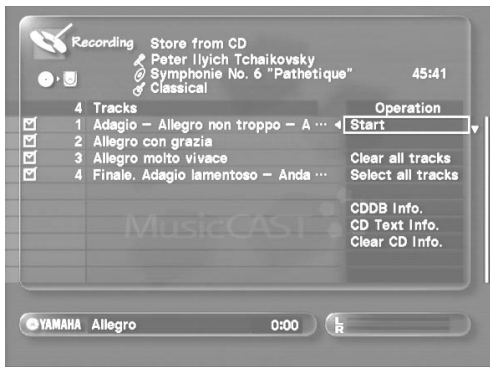 Recording Store from CD
Peter Ilyich Tchaikovsky
Symphonie No. 6 "Pathetique" 45:41
Classical
4 Tracks Operation
1 Adagio – Allegro non troppo – A ··· Start
2 Allegro con grazia
3 Allegro molto vivace Clear all tracks
4 Finale. Adagio lamentoso – Anda ··· Select all tracks
CDDB Info.
MusicCAST CD Text Info.
Clear CD Info.
YAMAHA Allegro 0:00 L
R